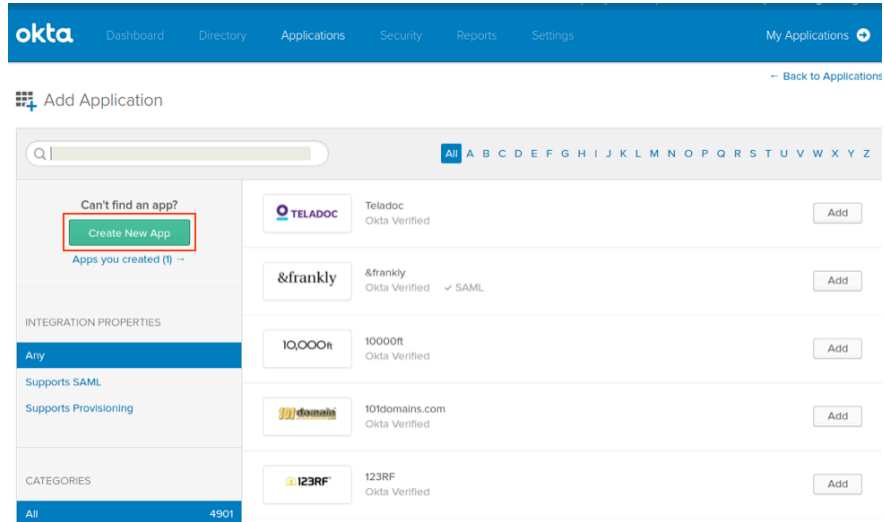 okta Dashboard Directory Applications Security Reports Settings My Applications
← Back to Applications
Add Application
All A B C D E F G H I J K L M N O P Q R S T U V W X Y Z
Can't find an app?
Create New App
Apps you created (1) →
INTEGRATION PROPERTIES
Any
Supports SAML
Supports Provisioning
CATEGORIES
All 4901
TELADOC
Teladoc
Okta Verified
Add
&frankly
&frankly
Okta Verified ✓ SAML
Add
10,000ft
10000ft
Okta Verified
Add
101domain
101domains.com
Okta Verified
Add
123RF
123RF
Okta Verified
Add